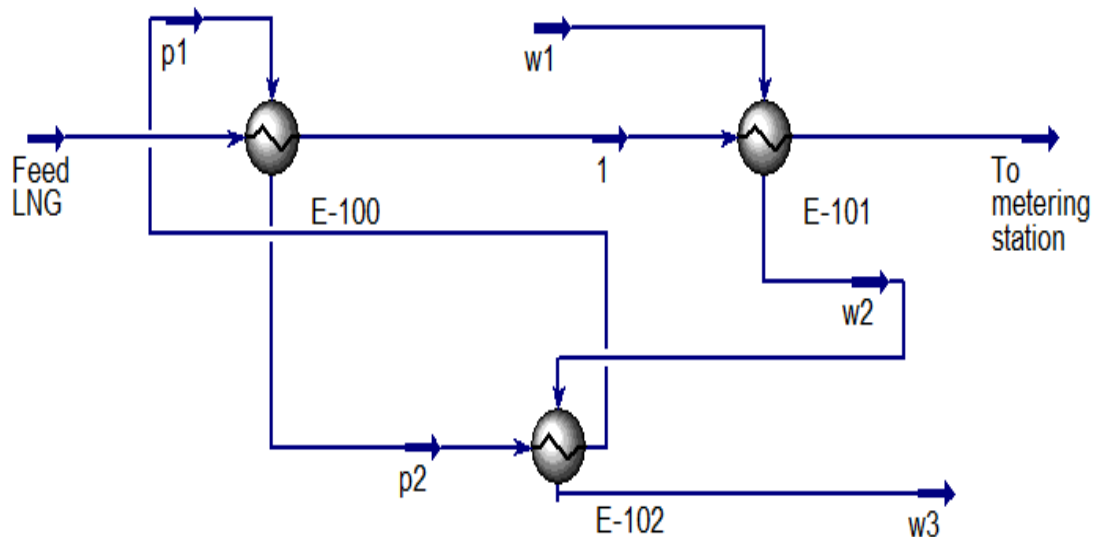 p1
w1
Feed
LNG
E-100
1
E-101
To
metering
station
w2
p2
E-102
w3